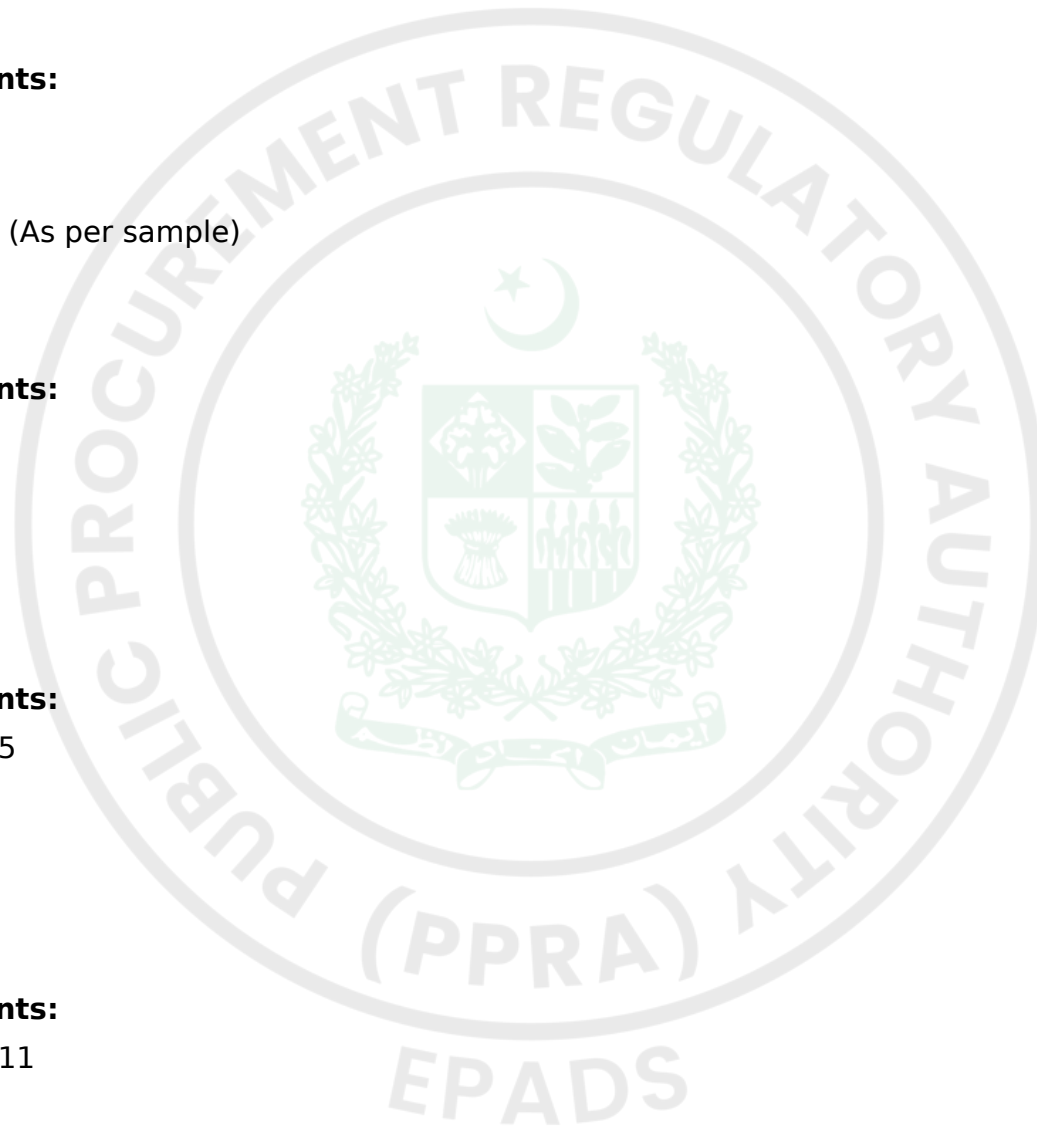 nts:
(As per sample)
nts:
nts:
5
nts:
11
PUBLIC PROCUREMENT REGULATORY AUTHORITY
(PPRA)
EPADS